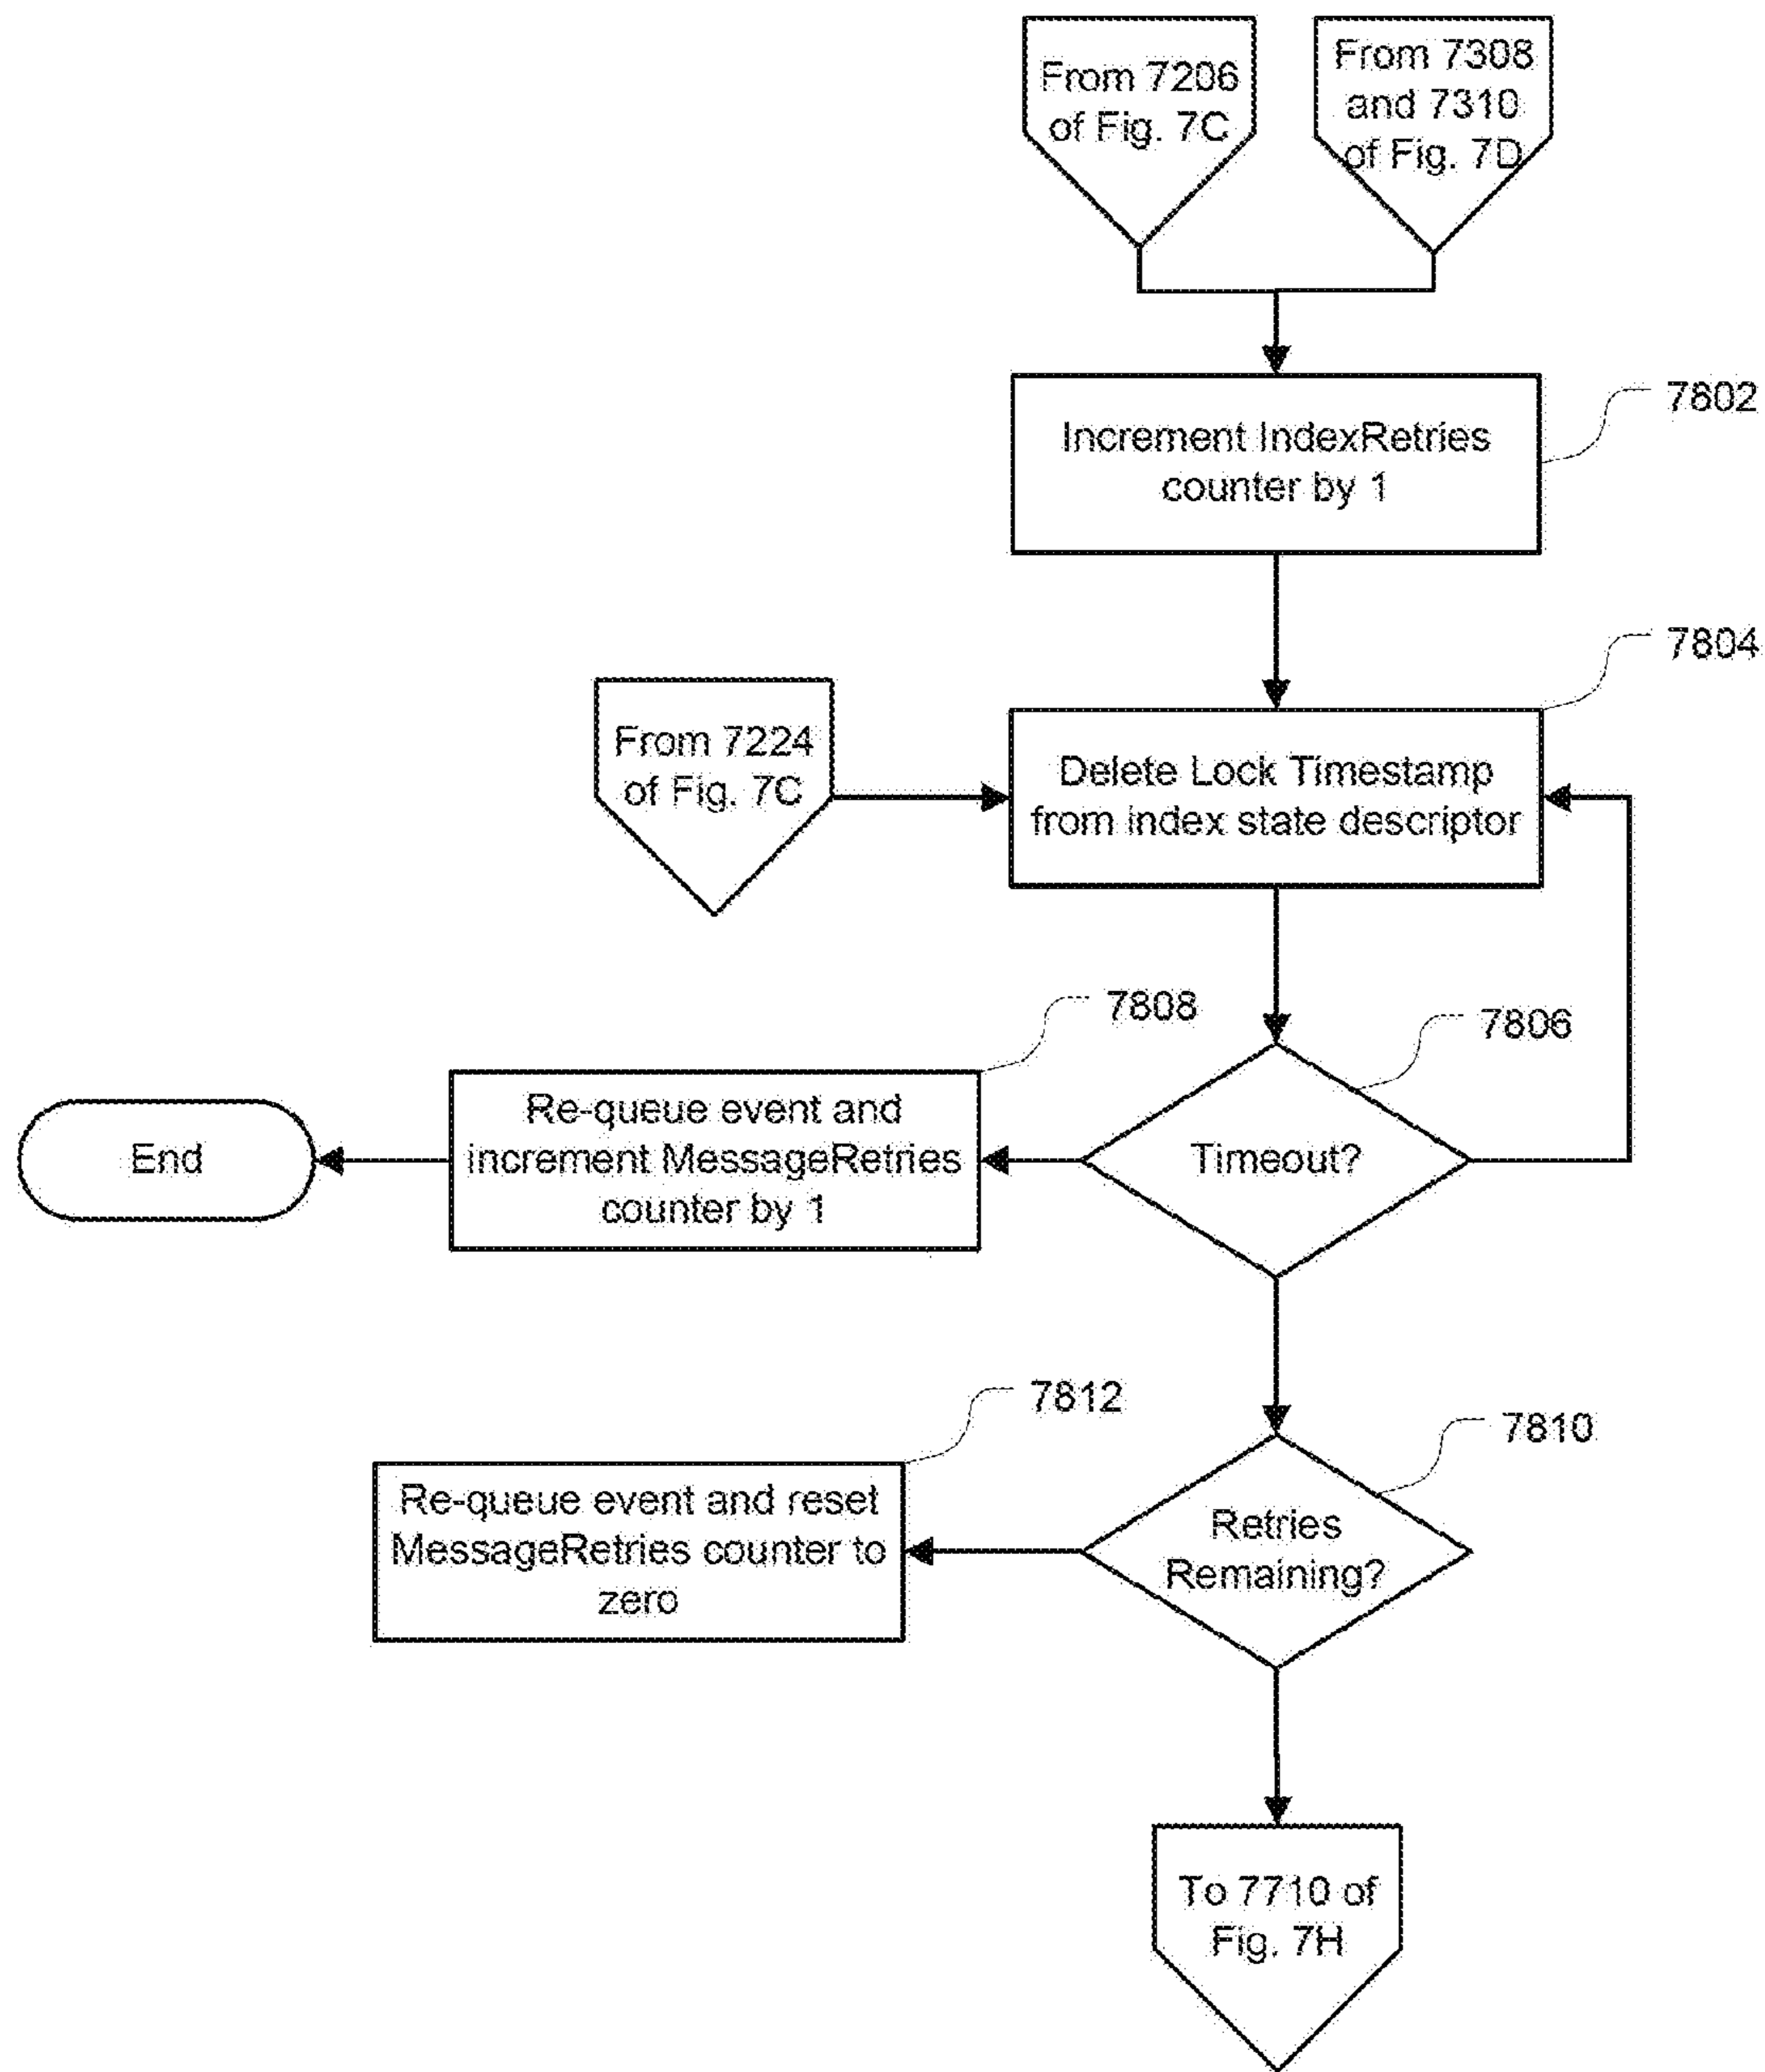 From 7206
of Fig. 7C
From 7308
and 7310
of Fig. 7D
Increment IndexRetries
counter by 1
7802
7804
From 7224
of Fig. 7C
Delete Lock Timestamp
from index state descriptor
7808
7806
End
Re-queue event and
increment MessageRetries
counter by 1
Timeout?
7812
7810
Re-queue event and reset
MessageRetries counter to
zero
Retries
Remaining?
To 7710 of
Fig. 7H